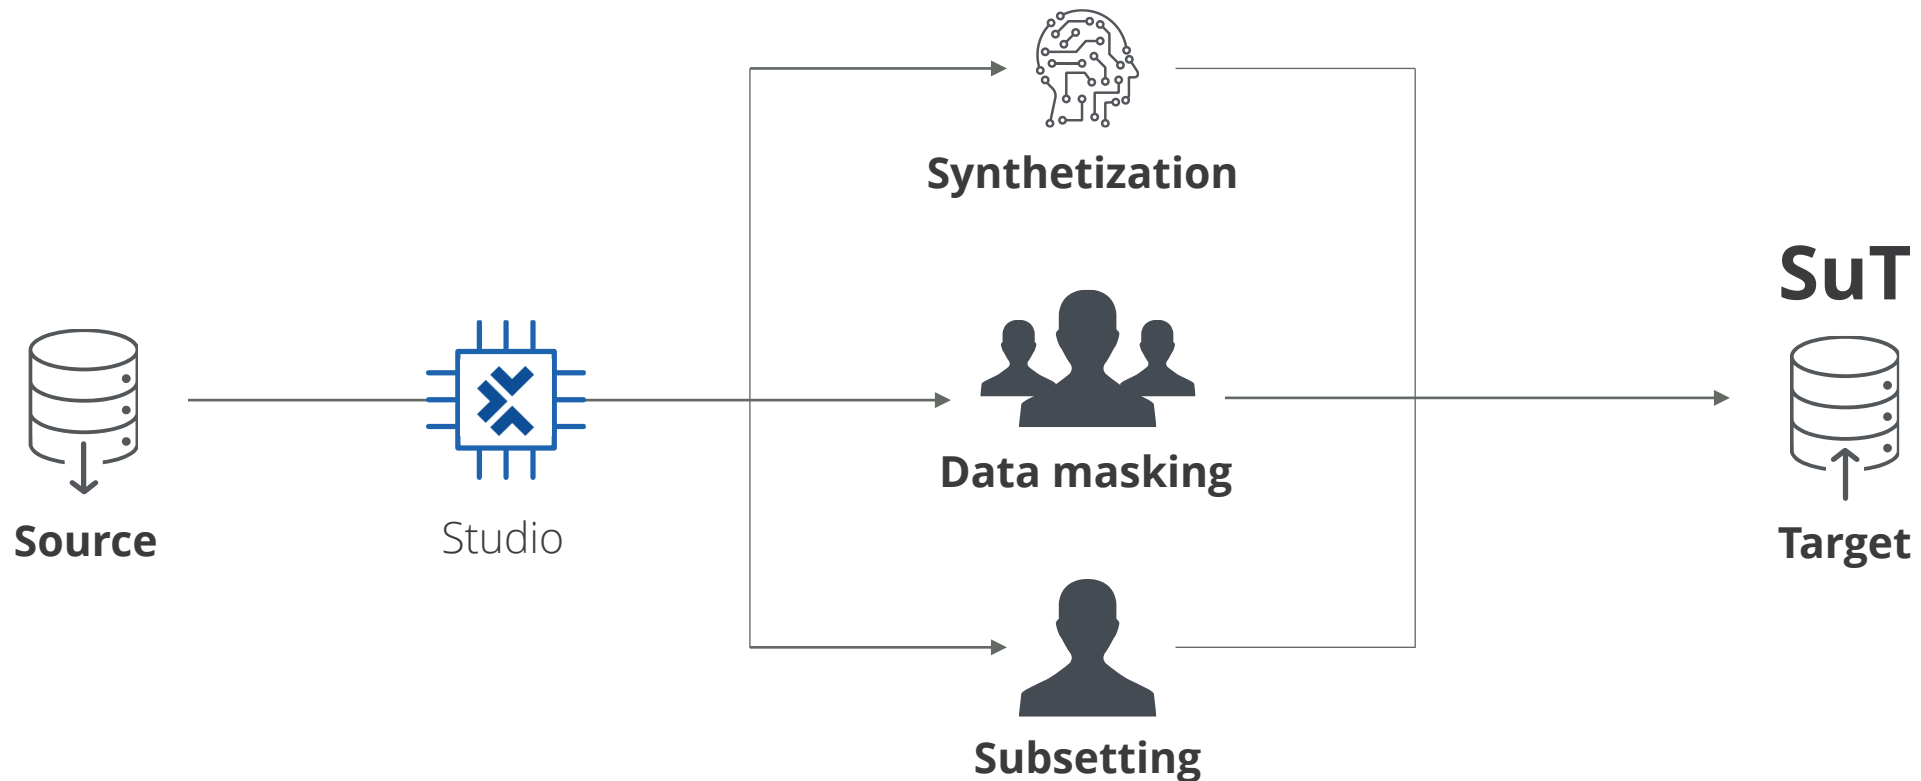 Synthetization
SuT
Data masking
Source
Studio
Target
Subsetting